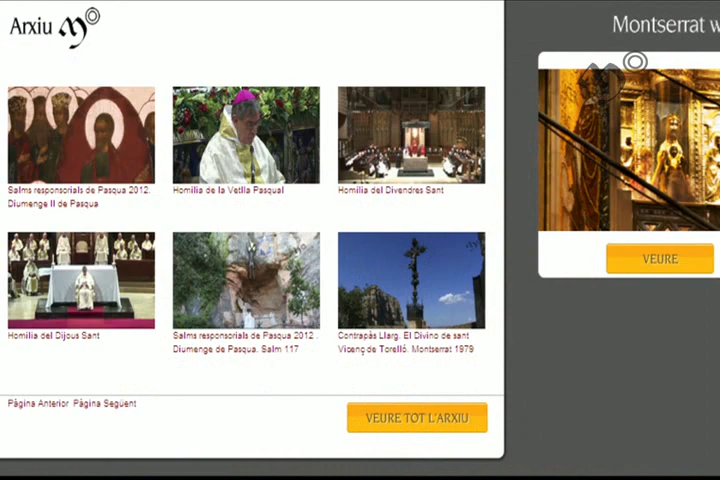 Arxiu
Montserrat w
Salms responsorials de Pasqua 2012.
Diumenge II de Pasqua
Homilia de la Vetlla Pasqual
Homilia del Divendres Sant
VEURE
Homilia del Dijous Sant
Salms responsorials de Pasqua 2012 .
Diumenge de Pasqua. Salm 117
Contrapàs Llarg. El Divino de sant
Vicenç de Torelló. Montserrat 1979
Pàgina Anterior Pàgina Següent
VEURE TOT L'ARXIU